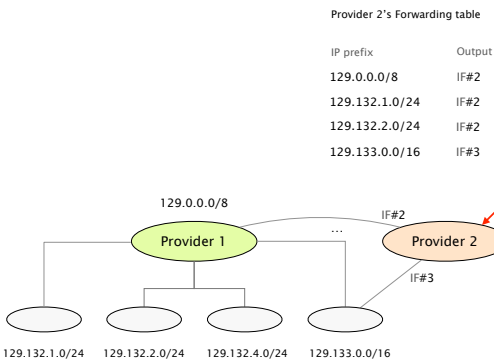 Provider 2's Forwarding table
IP prefix Output
129.0.0.0/8 IF#2
129.132.1.0/24 IF#2
129.132.2.0/24 IF#2
129.133.0.0/16 IF#3
129.0.0.0/8
IF#2
...
Provider 1 Provider 2
IF#3
129.132.1.0/24 129.132.2.0/24 129.132.4.0/24 129.133.0.0/16